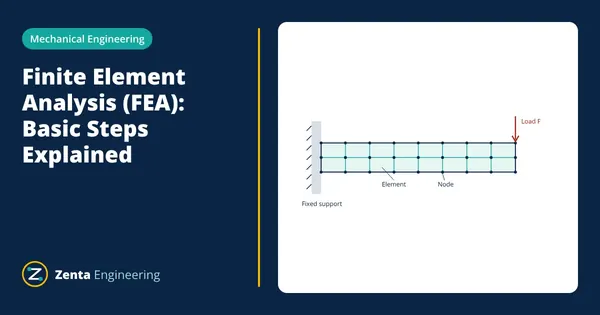 Mechanical Engineering
Finite Element
Analysis (FEA):
Basic Steps
Explained
Zenta Engineering
Load F
Element
Node
Fixed support